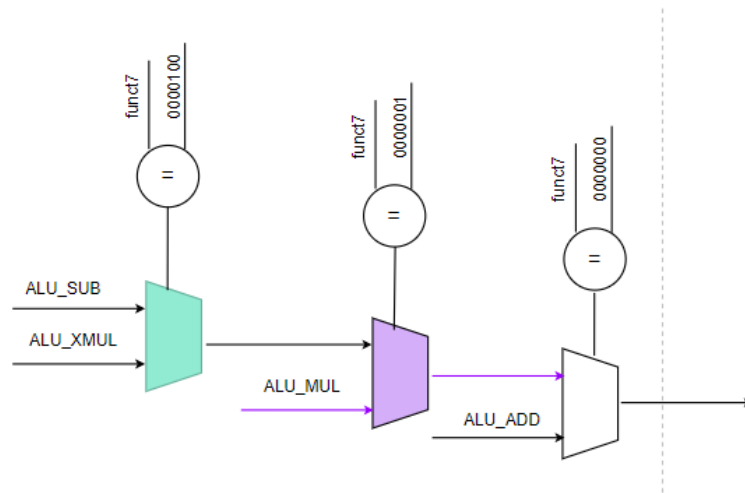 funct7
0000100
=
funct7
0000001
=
funct7
0000000
=
ALU_SUB
ALU_XMUL
ALU_MUL
ALU_ADD